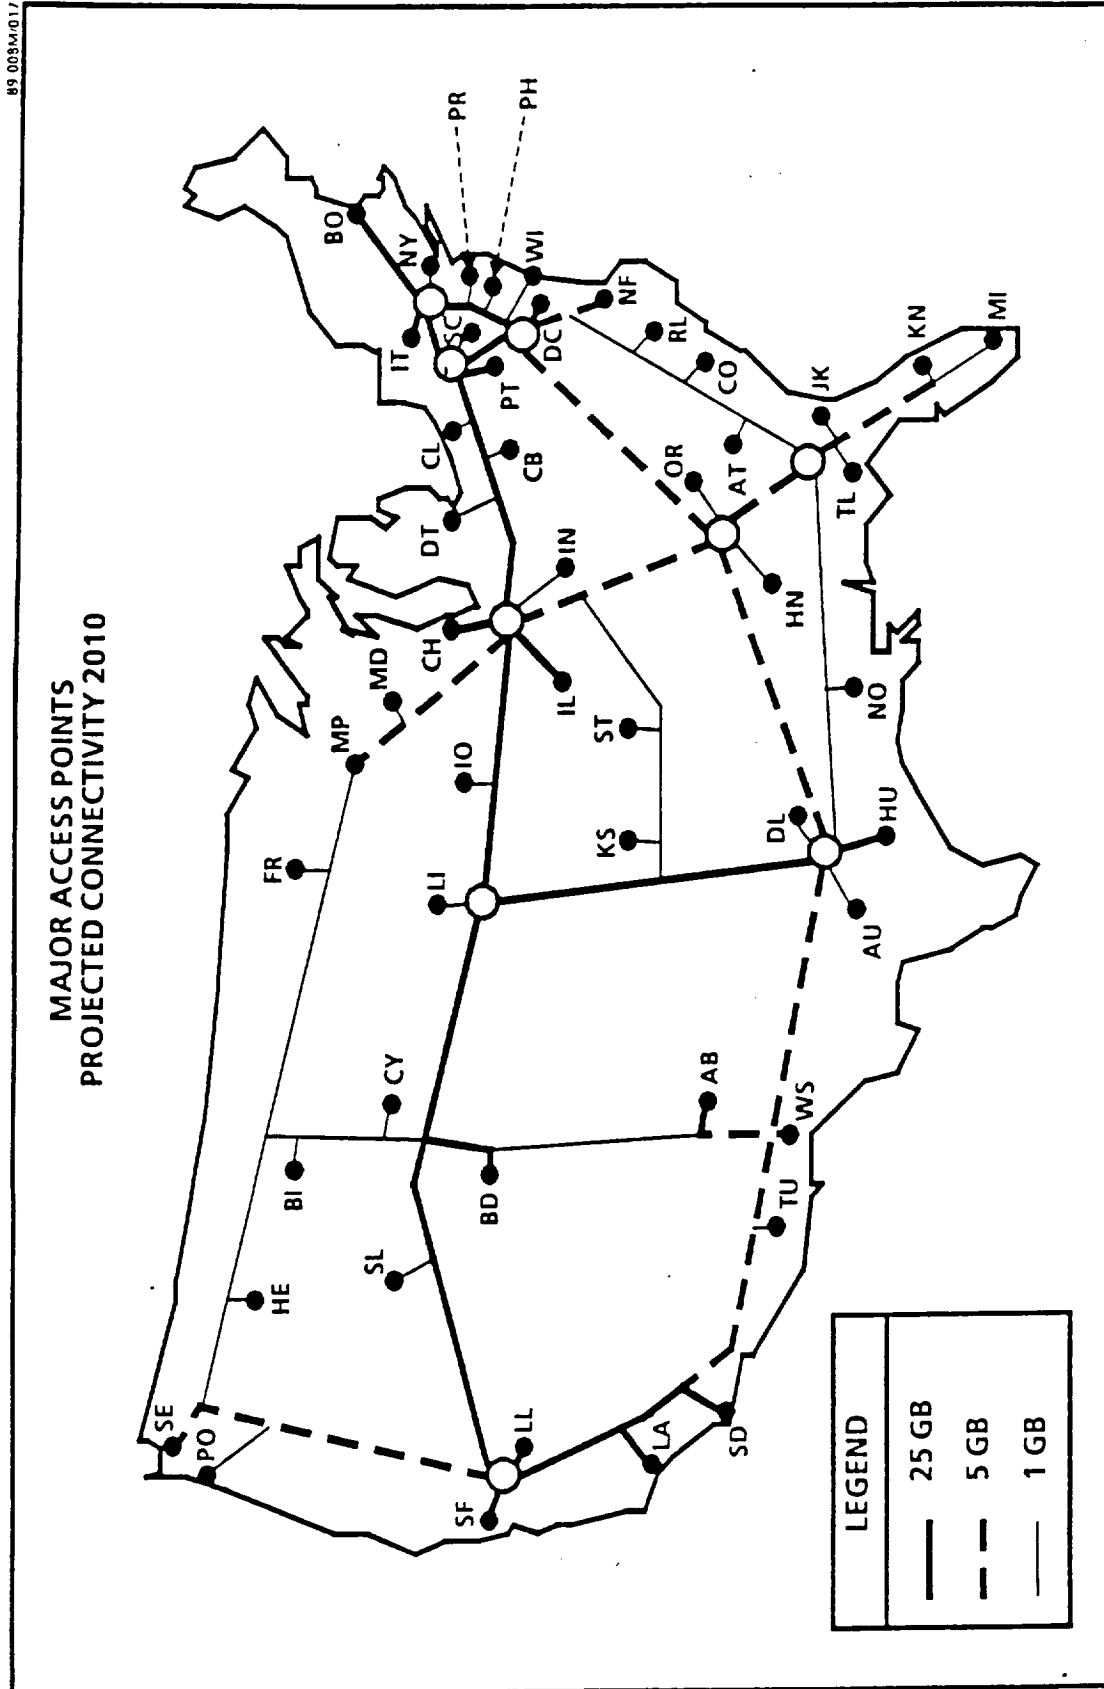 89 008M/017
MAJOR ACCESS POINTS
PROJECTED CONNECTIVITY 2010
SE
PO
HE
BI
FR
MP
MD
CY
SL
BD
SF
LL
LA
SD
TU
WS
AB
LI
IO
KS
ST
CH
IL
IN
DT
CL
CB
PT
IT
SC
NY
BO
PR
PH
WI
DC
NF
RL
CO
AT
OR
HN
JK
TL
KN
MI
NO
DL
HU
AU
LEGEND
25 GB
5 GB
1 GB